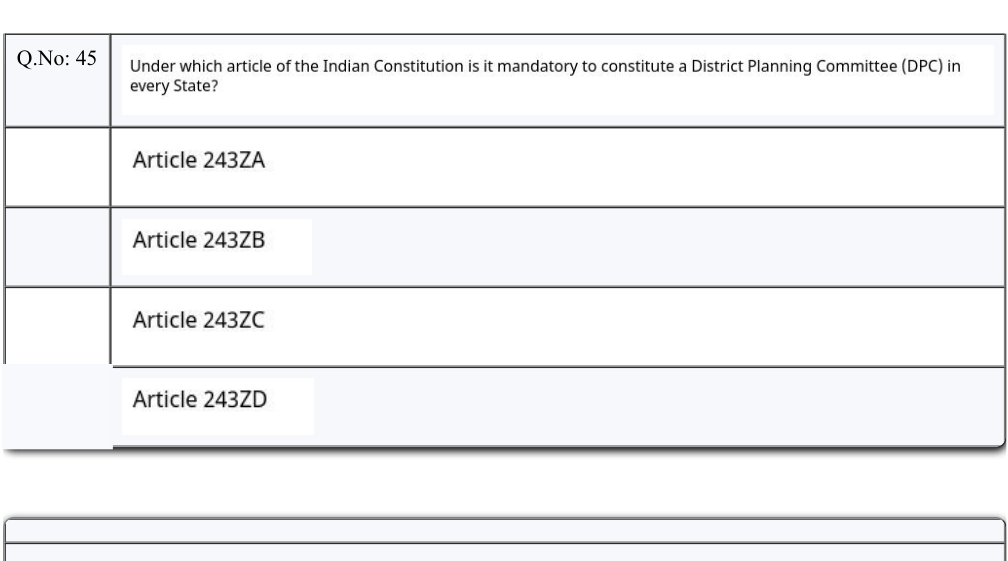 Q.No: 45
Under which article of the Indian Constitution is it mandatory to constitute a District Planning Committee (DPC) in
every State?
Article 243ZA
Article 243ZB
Article 243ZC
Article 243ZD